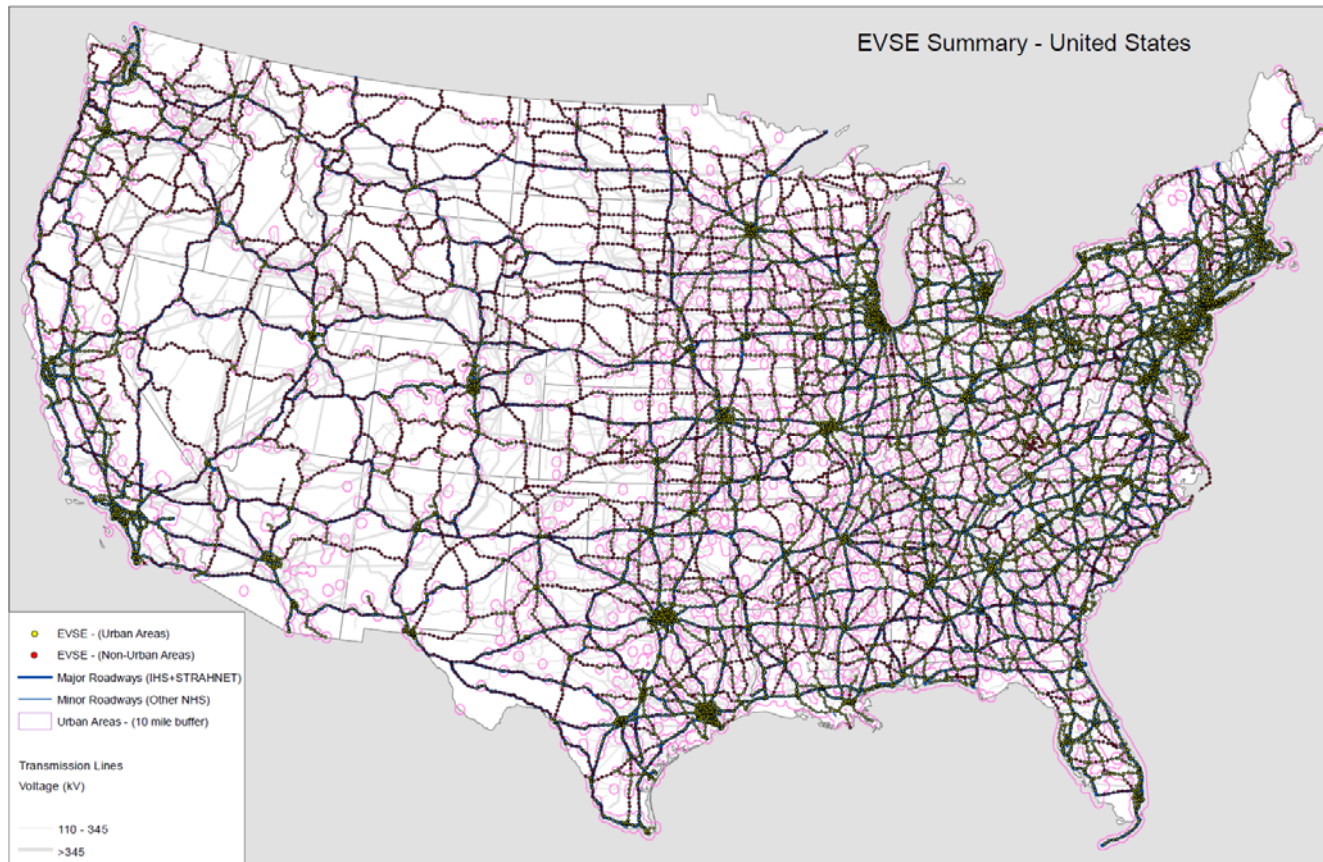 EVSE Summary - United States
EVSE - (Urban Areas)
EVSE - (Non-Urban Areas)
Major Roadways (IHS+STRAHNET)
Minor Roadways (Other NHS)
Urban Areas - (10 mile buffer)
Transmission Lines
Voltage (kV)
110 - 345
>345